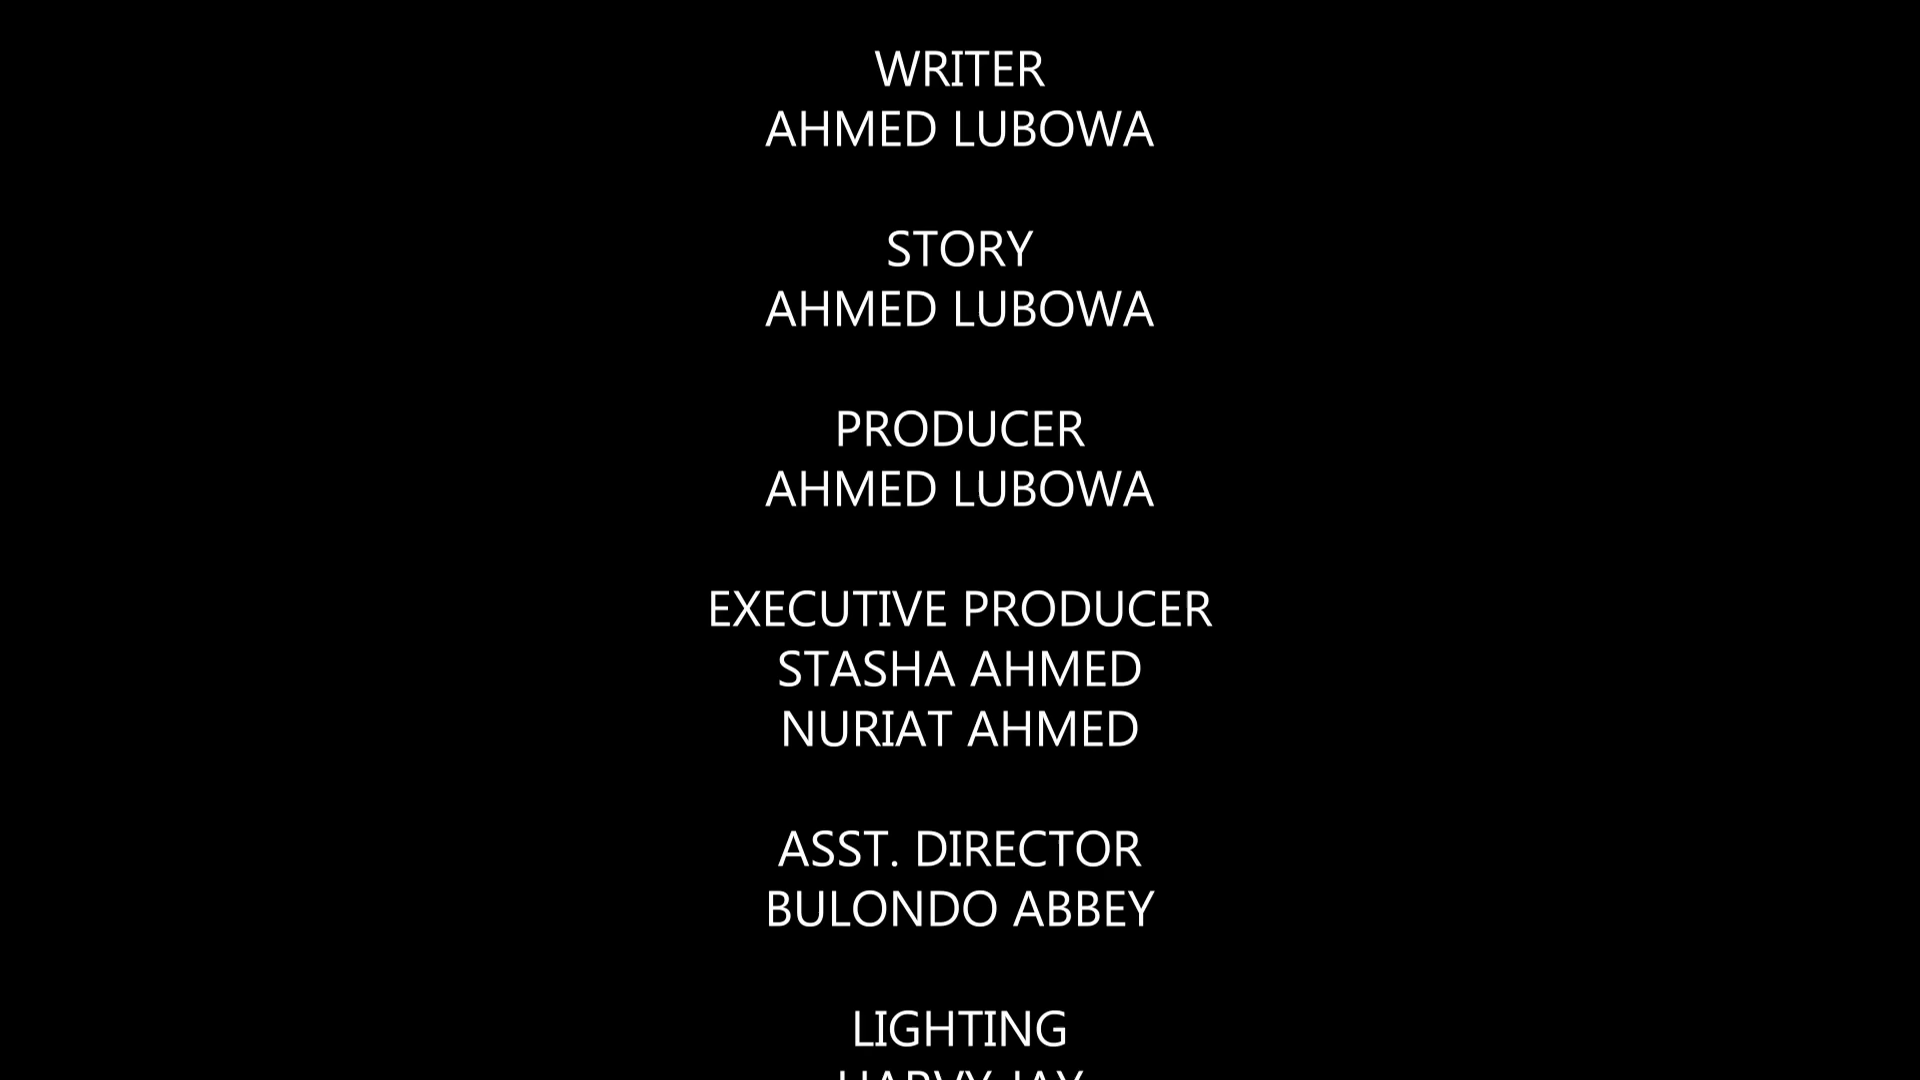 WRITER
AHMED LUBOWA
STORY
AHMED LUBOWA
PRODUCER
AHMED LUBOWA
EXECUTIVE PRODUCER
STASHA AHMED
NURIAT AHMED
ASST. DIRECTOR
BULONDO ABBEY
LIGHTING